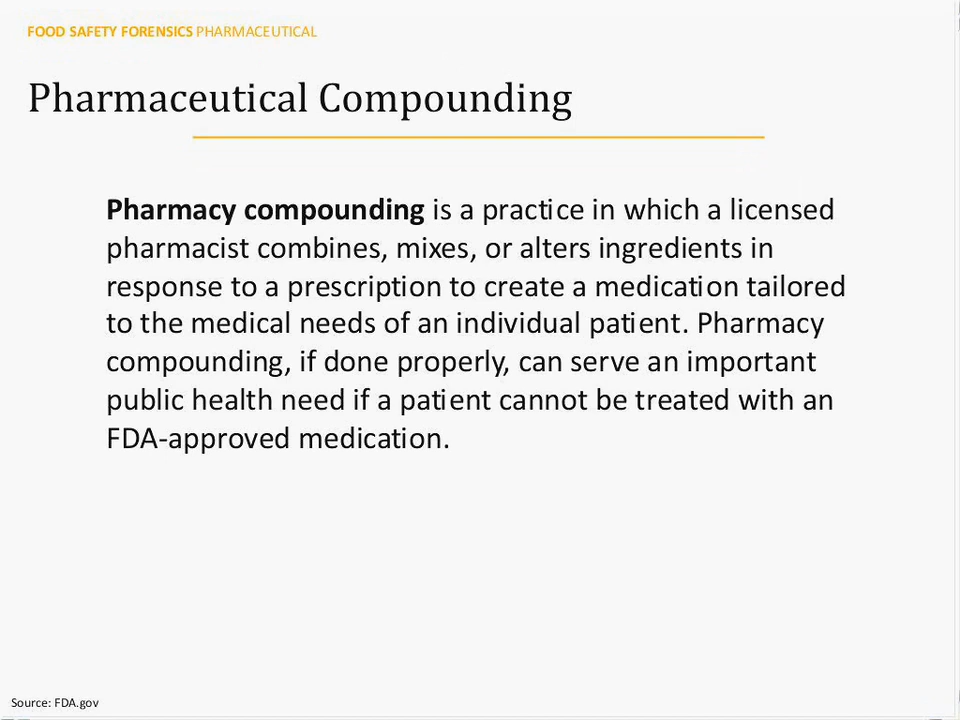 FOOD SAFETY FORENSICS PHARMACEUTICAL
Pharmaceutical Compounding
Pharmacy compounding is a practice in which a licensed
pharmacist combines, mixes, or alters ingredients in
response to a prescription to create a medication tailored
to the medical needs of an individual patient. Pharmacy
compounding, if done properly, can serve an important
public health need if a patient cannot be treated with an
FDA-approved medication.
Source: FDA.gov